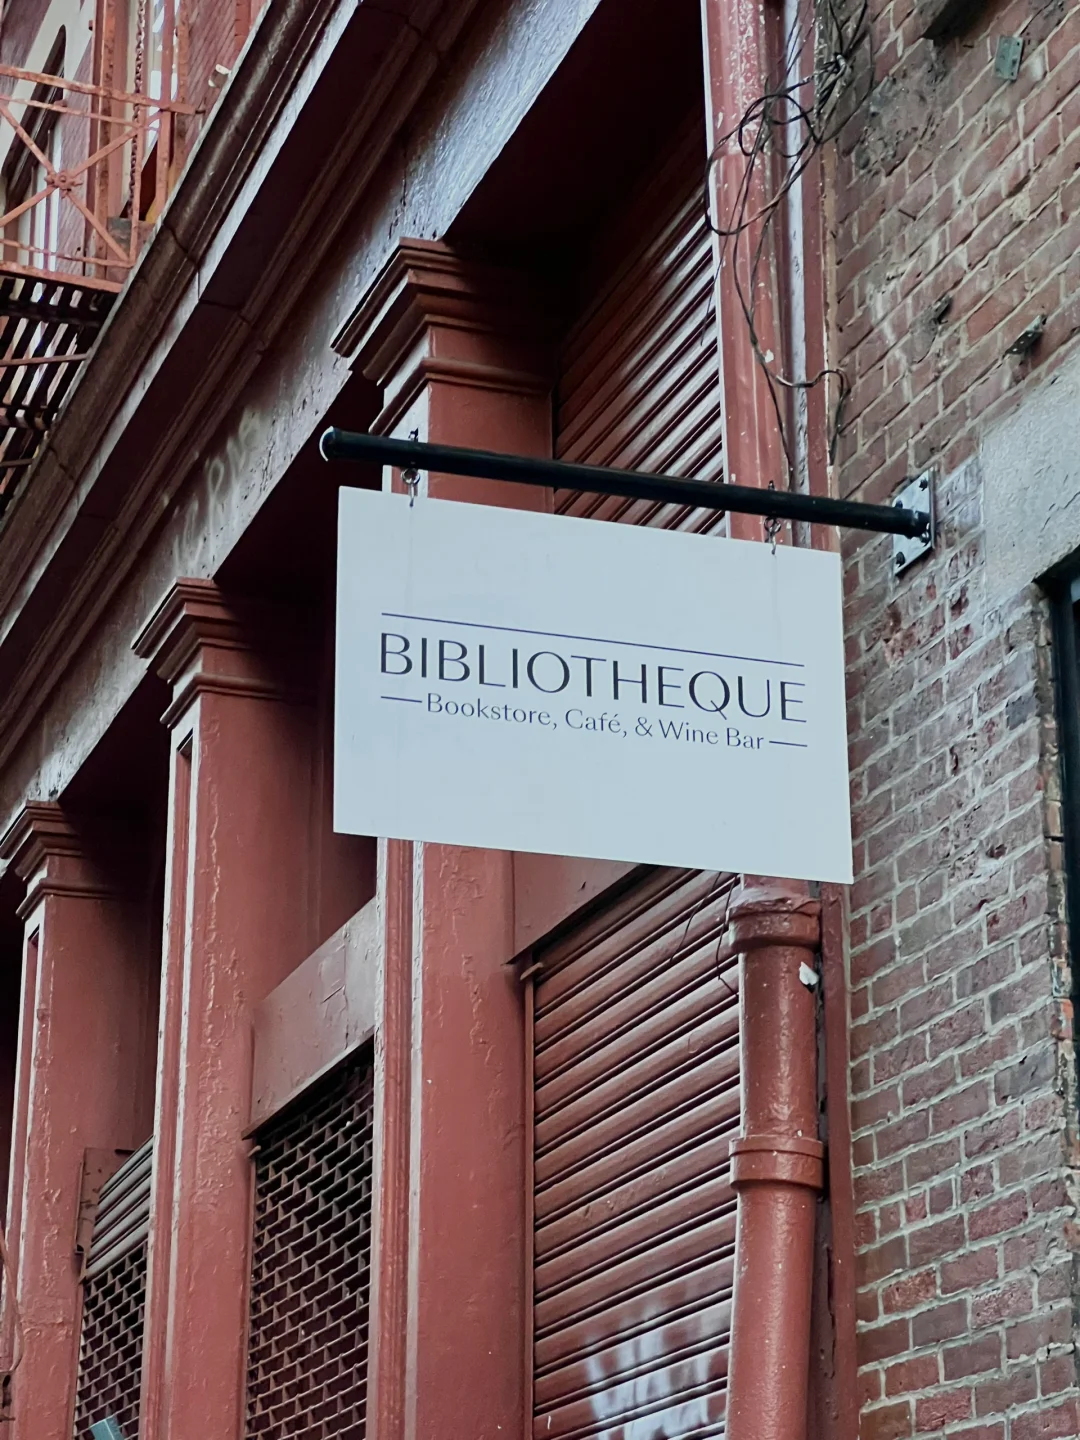 BIBLIOTHEQUE
Bookstore, Café, & Wine Bar